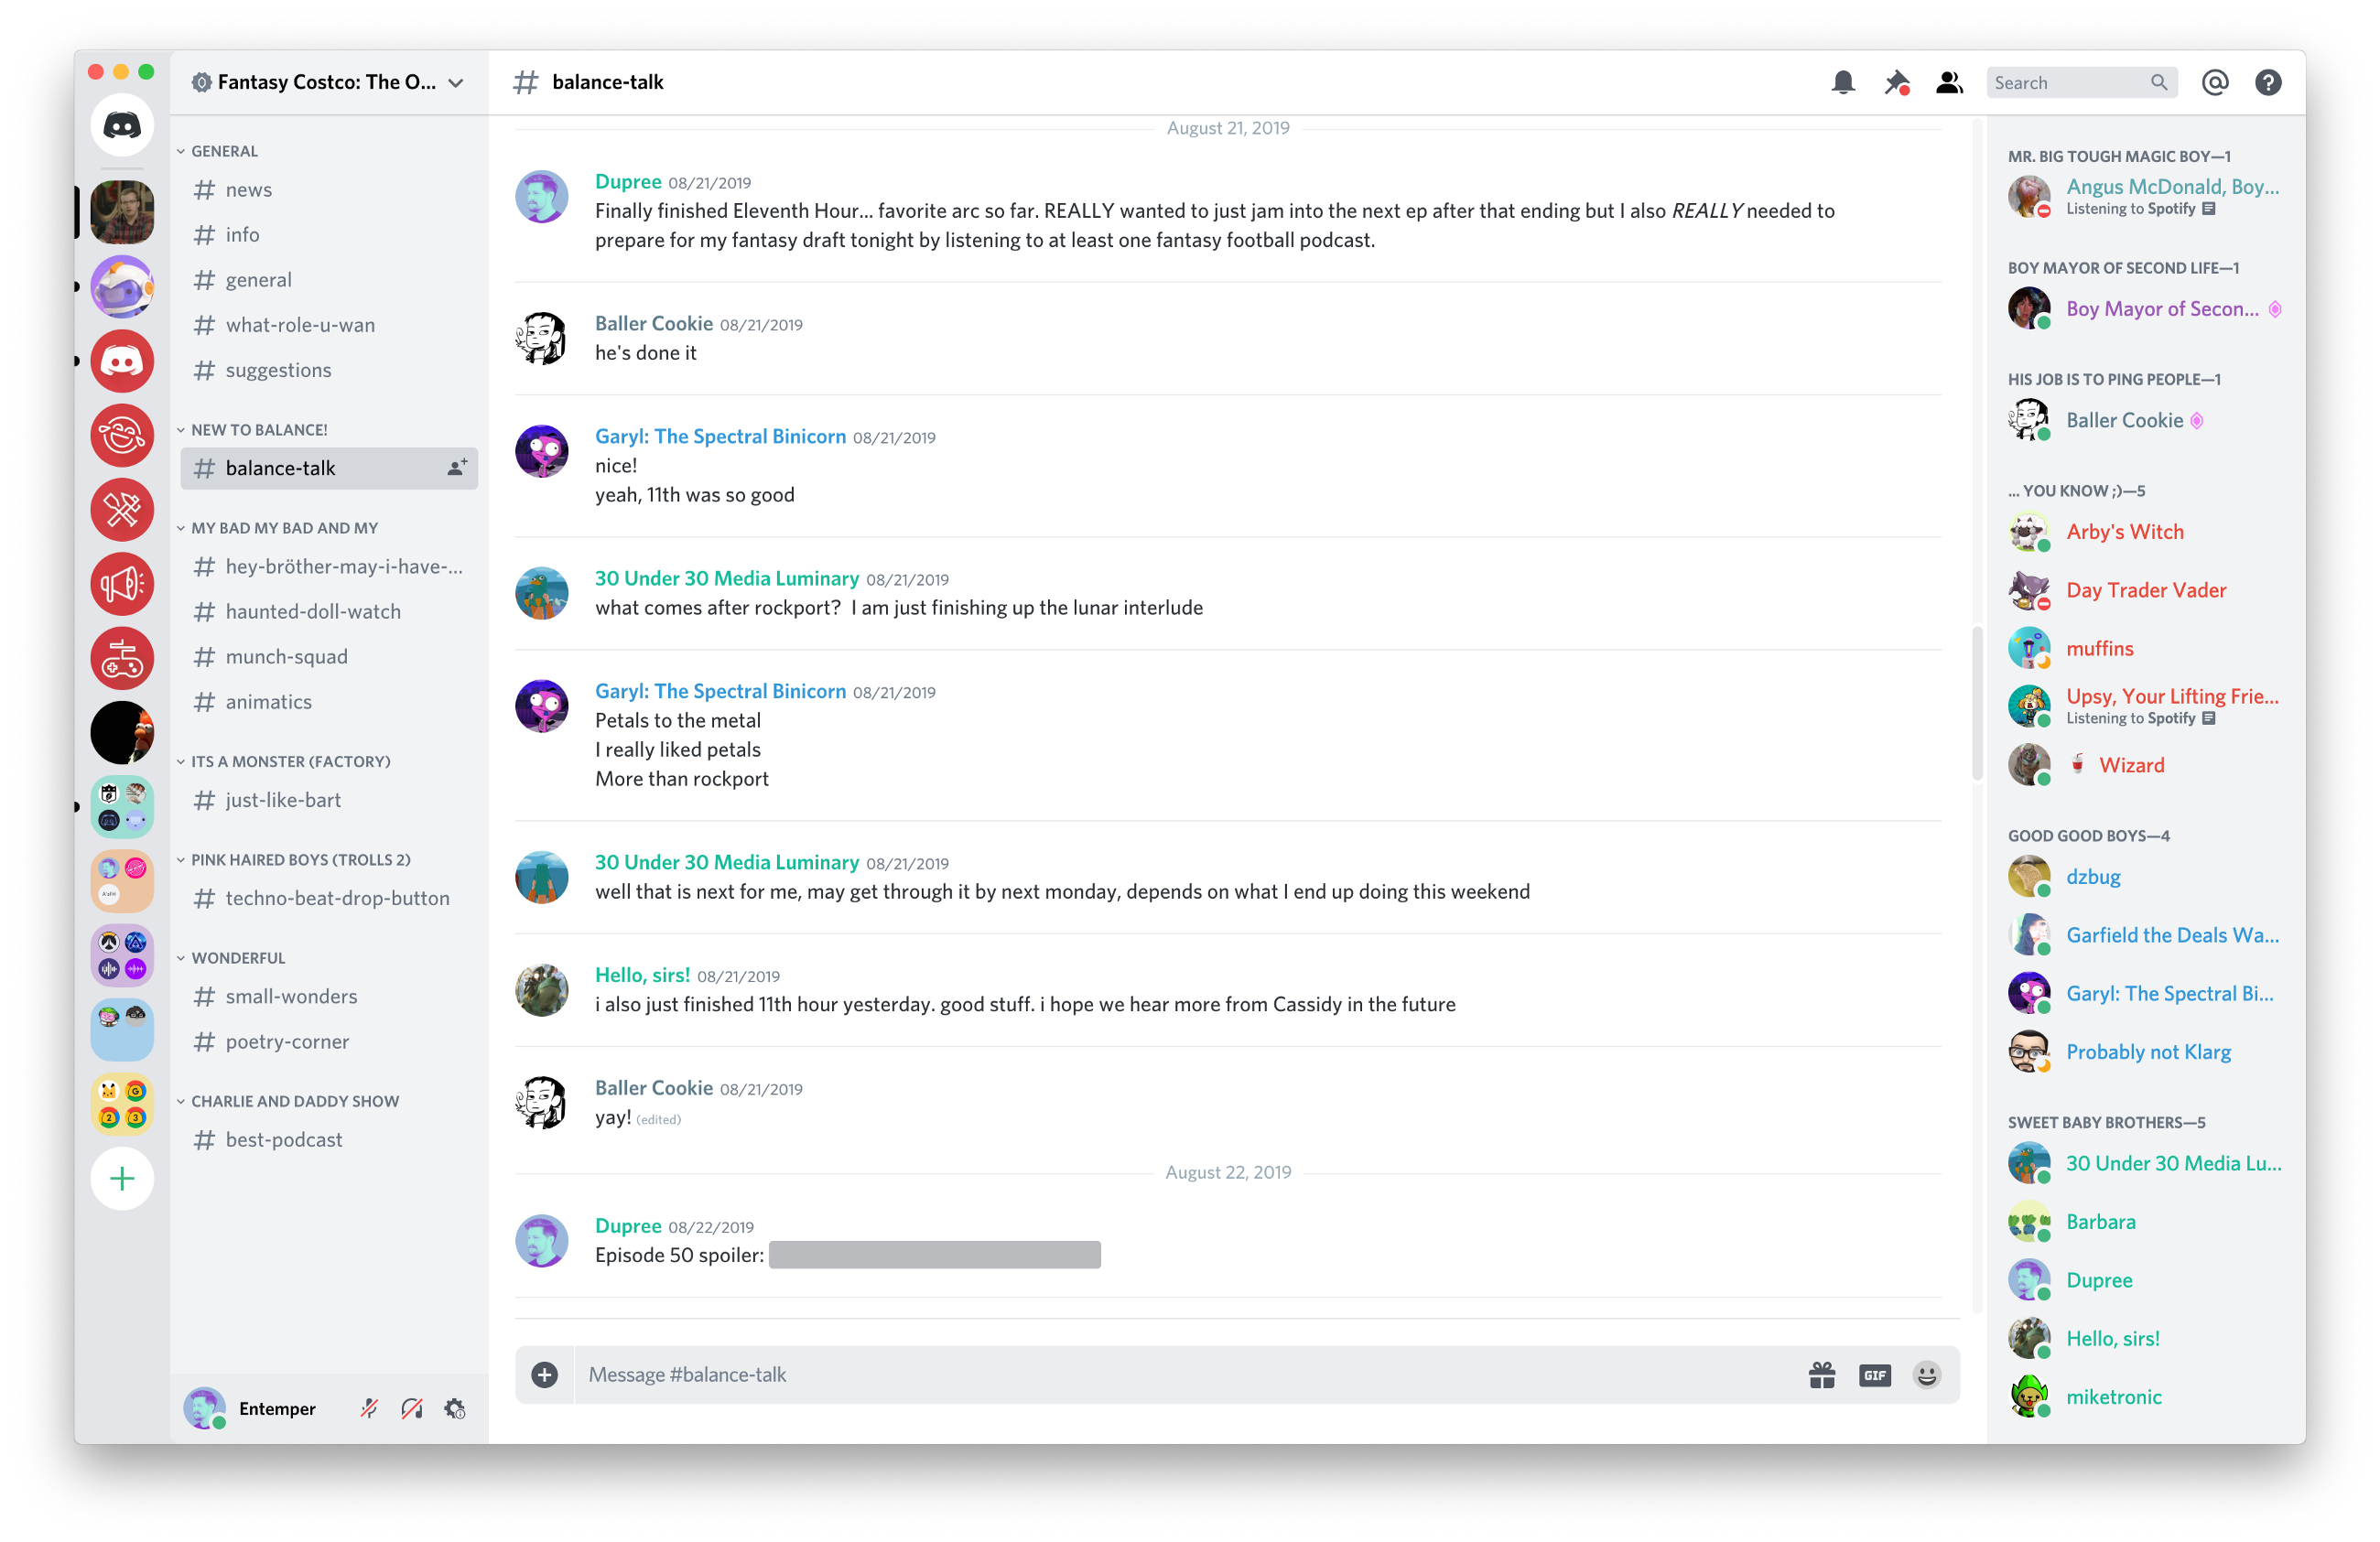 Fantasy Costco: The O...
GENERAL
news
info
general
what-role-u-wan
suggestions
NEW TO BALANCE!
balance-talk
MY BAD MY BAD AND MY
hey-bröther-may-i-have-...
haunted-doll-watch
munch-squad
animatics
ITS A MONSTER (FACTORY)
just-like-bart
PINK HAIRED BOYS (TROLLS 2)
techno-beat-drop-button
WONDERFUL
small-wonders
poetry-corner
CHARLIE AND DADDY SHOW
best-podcast
Entemper
# balance-talk
Search
August 21, 2019
Dupree 08/21/2019
Finally finished Eleventh Hour... favorite arc so far. REALLY wanted to just jam into the next ep after that ending but I also REALLY needed to
prepare for my fantasy draft tonight by listening to at least one fantasy football podcast.
Baller Cookie 08/21/2019
he's done it
Garyl: The Spectral Binicorn 08/21/2019
nice!
yeah, 11th was so good
30 Under 30 Media Luminary 08/21/2019
what comes after rockport? I am just finishing up the lunar interlude
Garyl: The Spectral Binicorn 08/21/2019
Petals to the metal
I really liked petals
More than rockport
30 Under 30 Media Luminary 08/21/2019
well that is next for me, may get through it by next monday, depends on what I end up doing this weekend
Hello, sirs! 08/21/2019
i also just finished 11th hour yesterday. good stuff. i hope we hear more from Cassidy in the future
Baller Cookie 08/21/2019
yay! (edited)
August 22, 2019
Dupree 08/22/2019
Episode 50 spoiler:
Message #balance-talk
GIF
MR. BIG TOUGH MAGIC BOY—1
Angus McDonald, Boy...
Listening to Spotify
BOY MAYOR OF SECOND LIFE—1
Boy Mayor of Secon...
HIS JOB IS TO PING PEOPLE—1
Baller Cookie
... YOU KNOW ;)—5
Arby's Witch
Day Trader Vader
muffins
Upsy, Your Lifting Frie...
Listening to Spotify
Wizard
GOOD GOOD BOYS—4
dzbug
Garfield the Deals Wa...
Garyl: The Spectral Bi...
Probably not Klarg
SWEET BABY BROTHERS—5
30 Under 30 Media Lu...
Barbara
Dupree
Hello, sirs!
miketronic